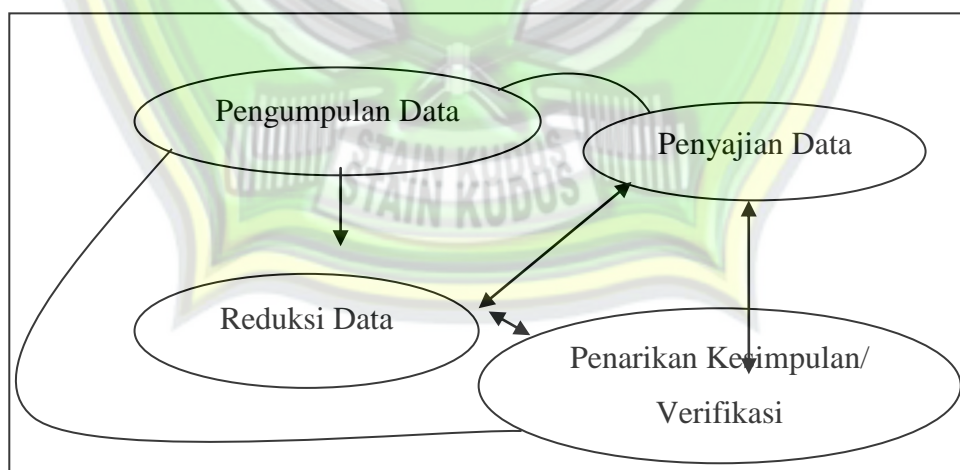 Pengumpulan Data
Penyajian Data
STAIN KUDUS
STAIN KUDUS
Reduksi Data
Penarikan Kesimpulan/
Verifikasi